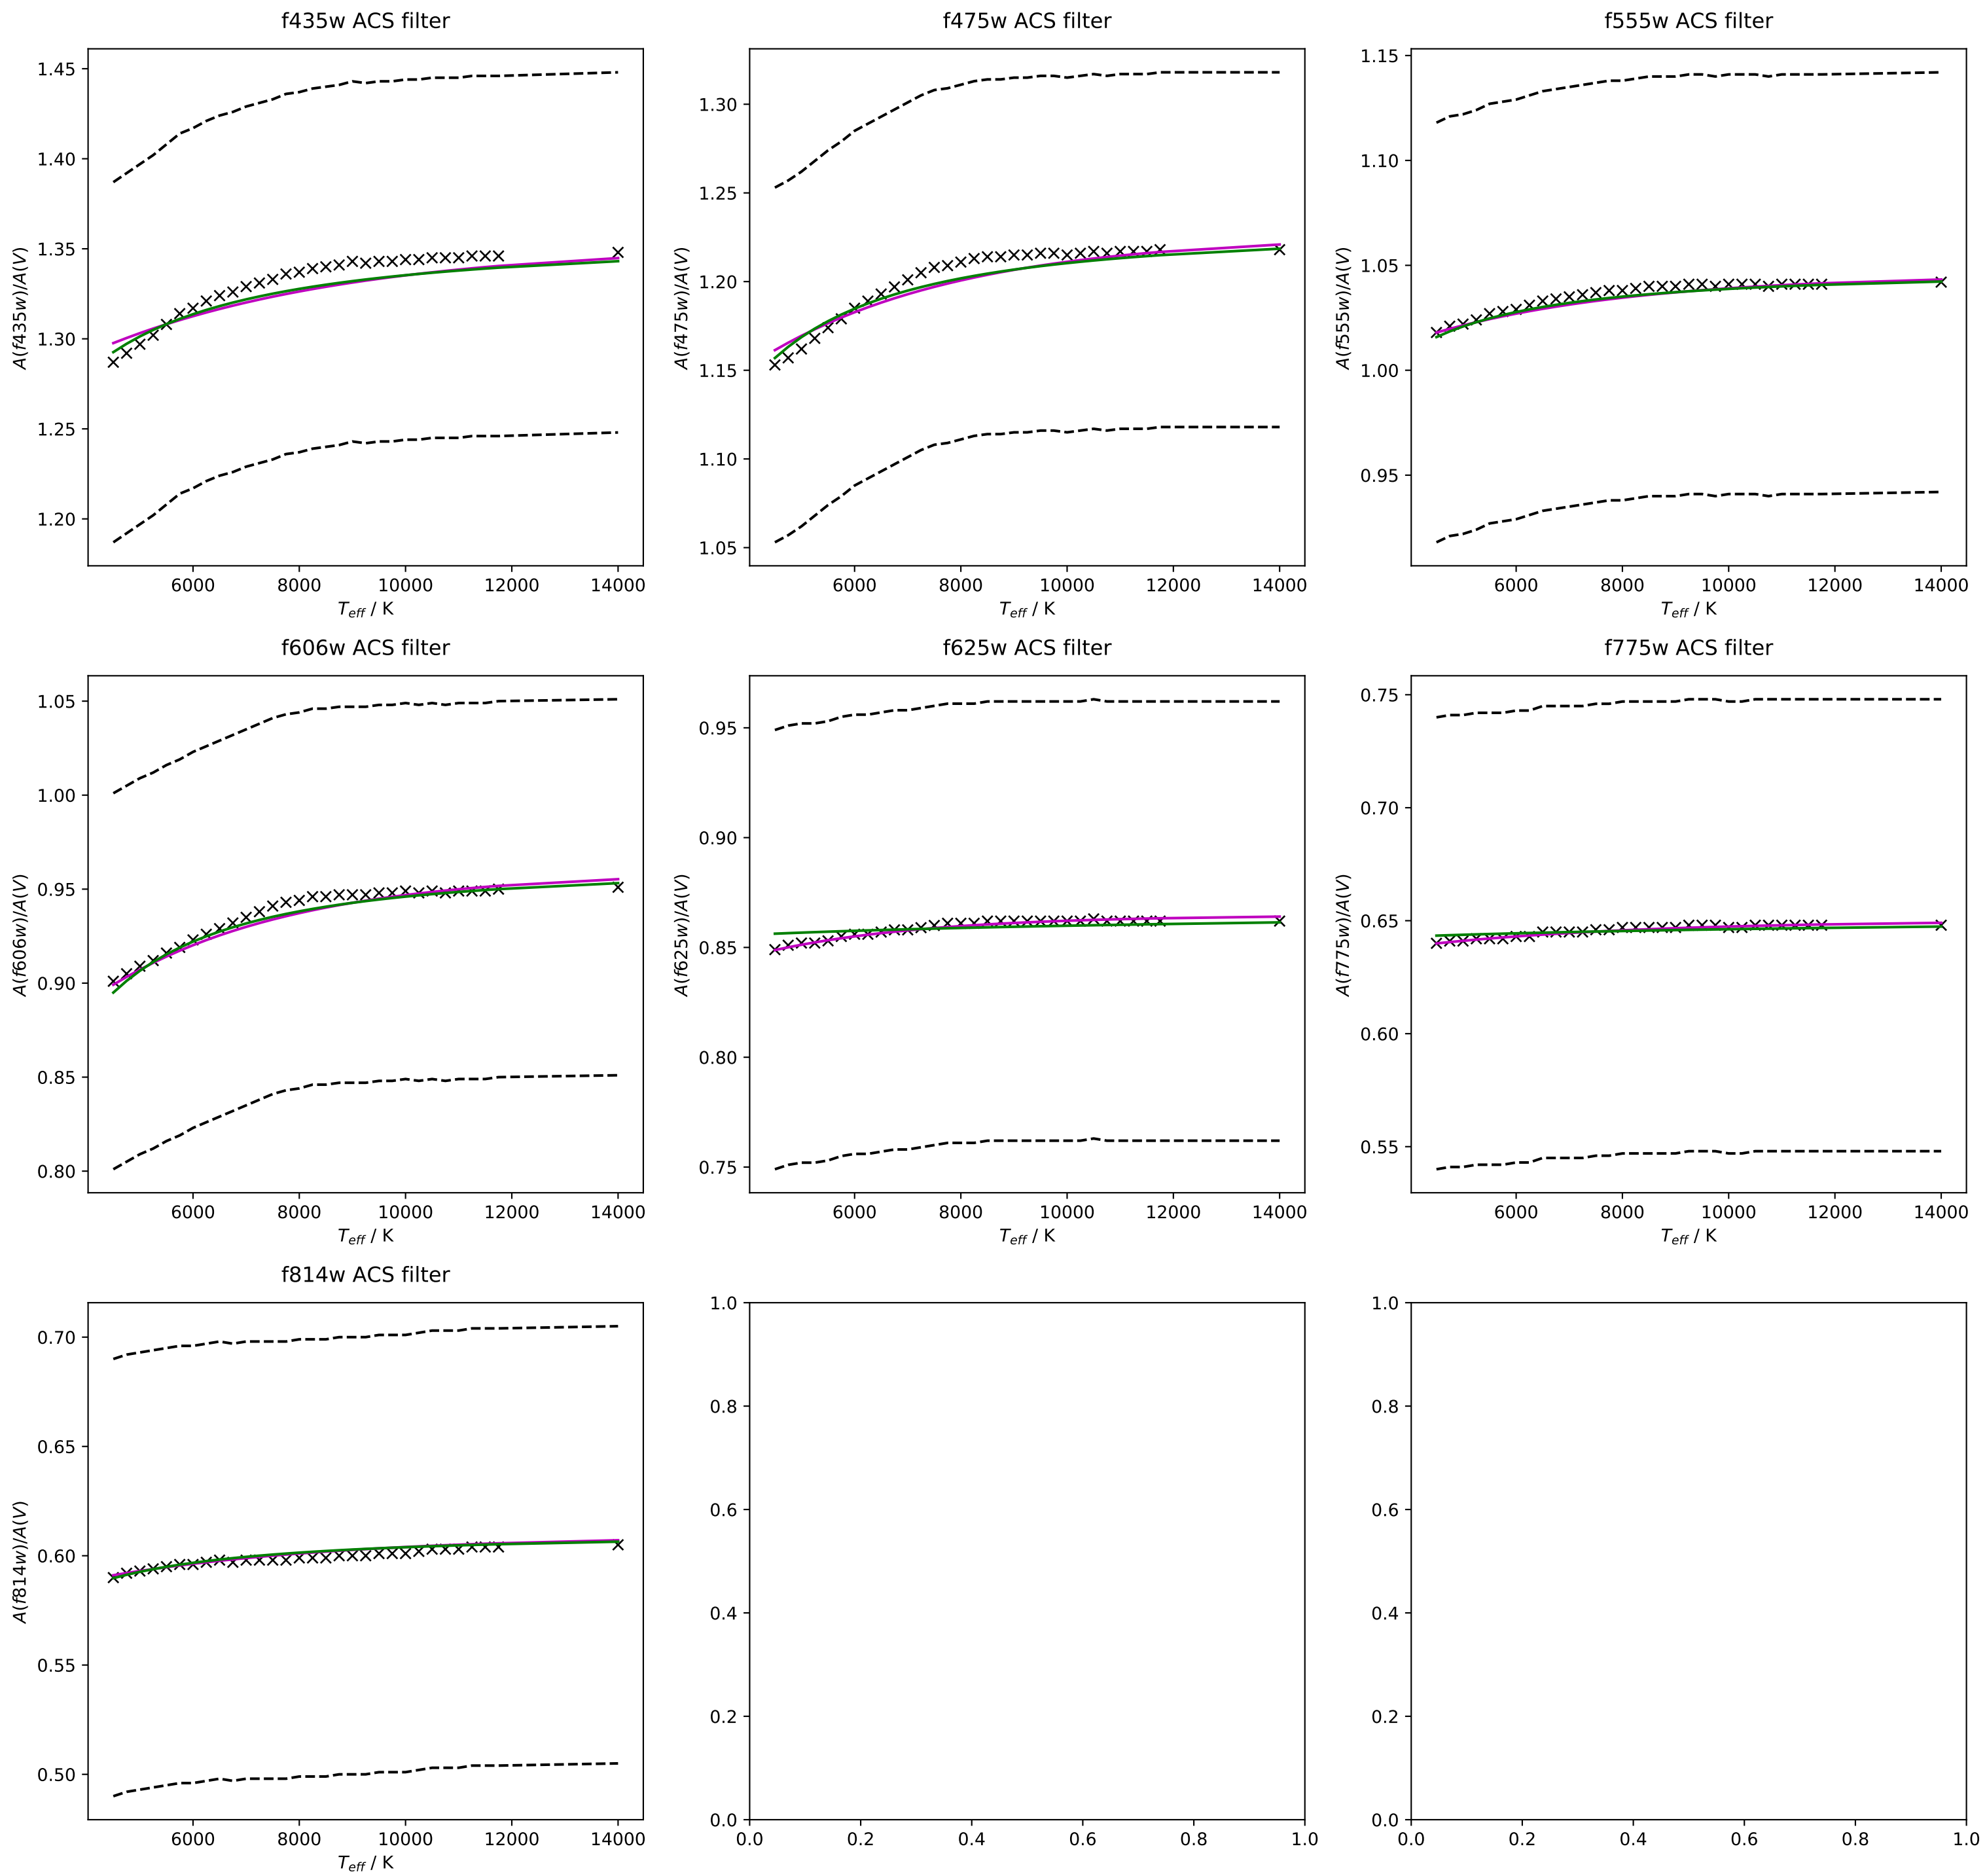 f435w ACS filter
1.45
1.40
1.35
1.30
1.25
1.20
A(f435w)/A(V)
6000 8000 10000 12000 14000
T_eff / K
f475w ACS filter
1.30
1.25
1.20
1.15
1.10
1.05
A(f475w)/A(V)
6000 8000 10000 12000 14000
T_eff / K
f555w ACS filter
1.15
1.10
1.05
1.00
0.95
A(f555w)/A(V)
6000 8000 10000 12000 14000
T_eff / K
f606w ACS filter
1.05
1.00
0.95
0.90
0.85
0.80
A(f606w)/A(V)
6000 8000 10000 12000 14000
T_eff / K
f625w ACS filter
0.95
0.90
0.85
0.80
0.75
A(f625w)/A(V)
6000 8000 10000 12000 14000
T_eff / K
f775w ACS filter
0.75
0.70
0.65
0.60
0.55
A(f775w)/A(V)
6000 8000 10000 12000 14000
T_eff / K
f814w ACS filter
0.70
0.65
0.60
0.55
0.50
A(f814w)/A(V)
6000 8000 10000 12000 14000
T_eff / K
1.0
0.8
0.6
0.4
0.2
0.0
0.0 0.2 0.4 0.6 0.8 1.0
1.0
0.8
0.6
0.4
0.2
0.0
0.0 0.2 0.4 0.6 0.8 1.0